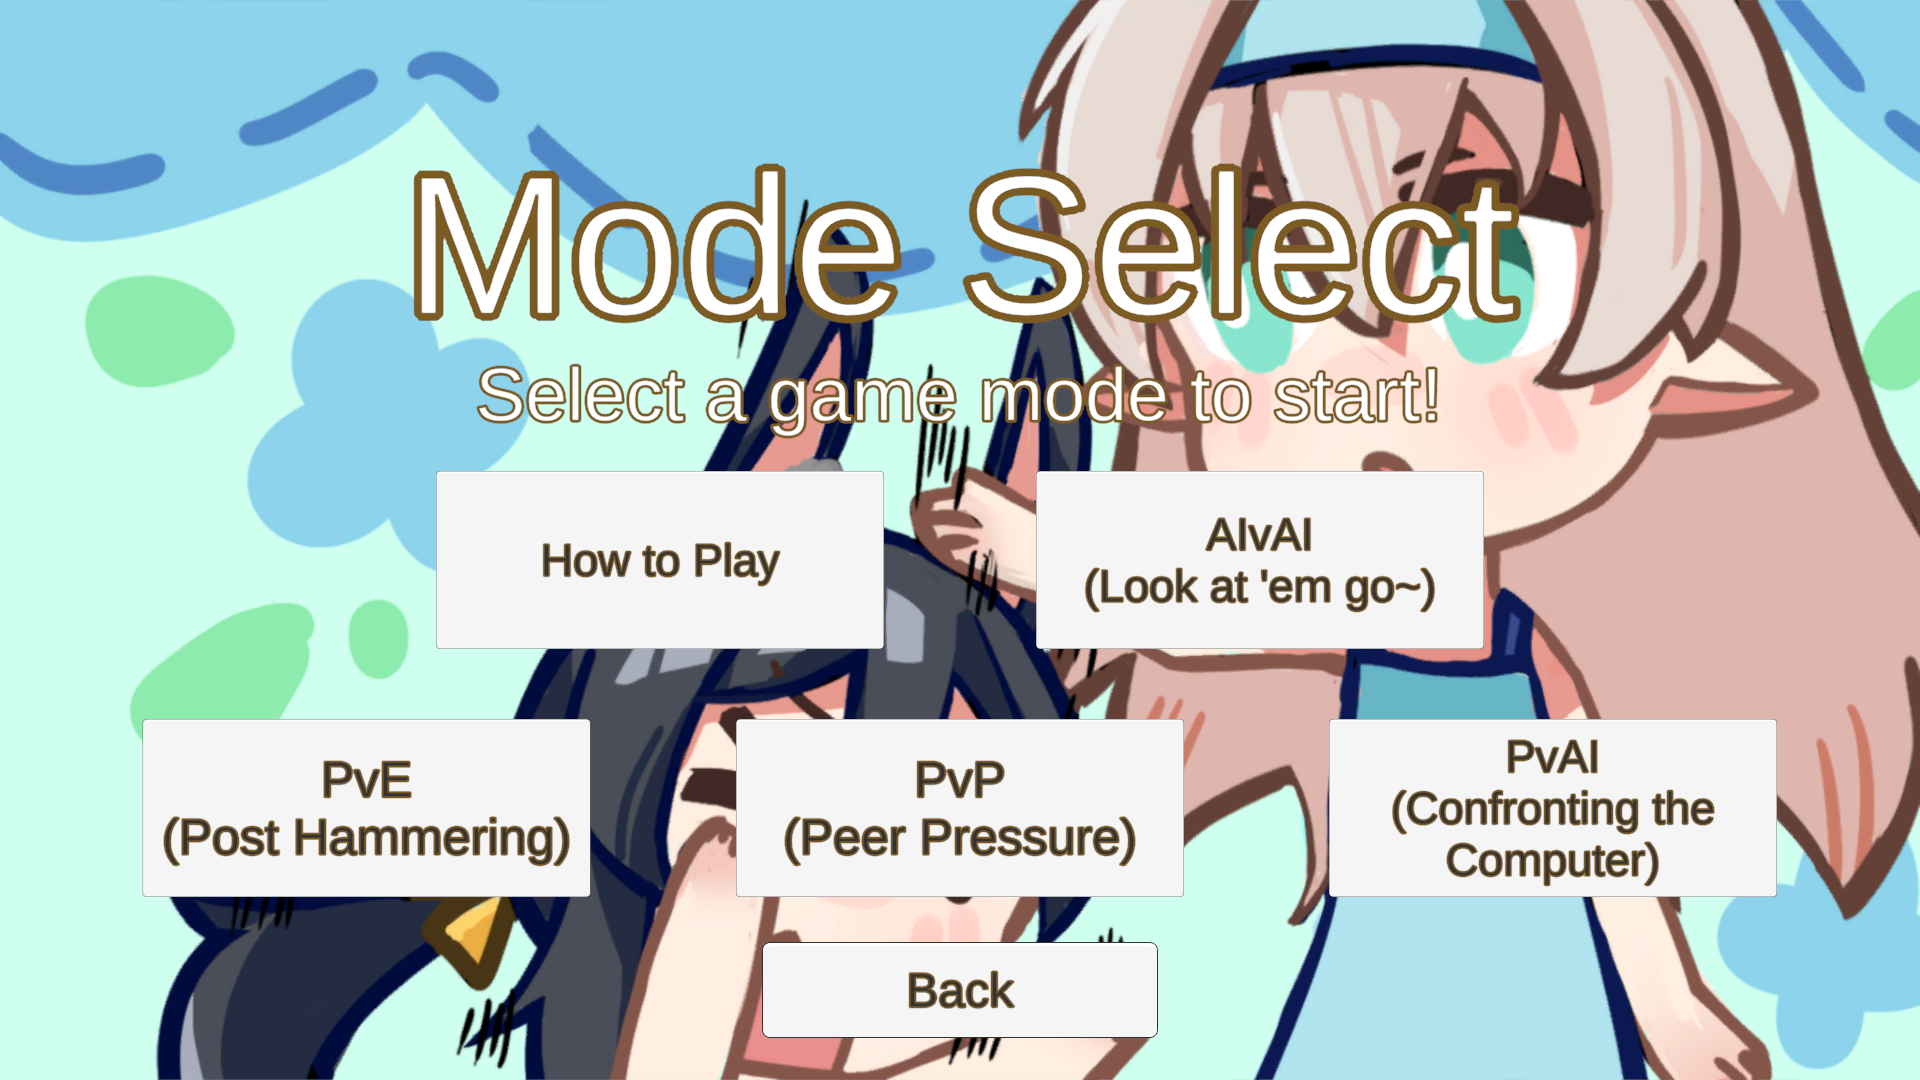 Mode Select
Select a game mode to start!
How to Play
AIvAI
(Look at 'em go~)
PvE
(Post Hammering)
PvP
(Peer Pressure)
PvAI
(Confronting the
Computer)
Back